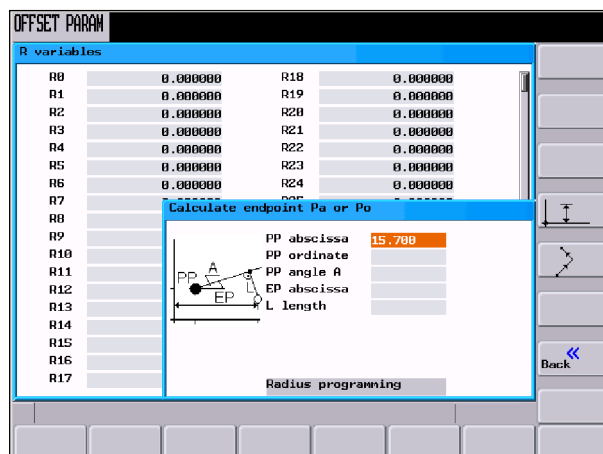 OFFSET PARAM
R variables
R0 0.000000 R18 0.000000
R1 0.000000 R19 0.000000
R2 0.000000 R20 0.000000
R3 0.000000 R21 0.000000
R4 0.000000 R22 0.000000
R5 0.000000 R23 0.000000
R6 0.000000 R24 0.000000
R7
R8
R9
R10
R11
R12
R13
R14
R15
R16
R17
Calculate endpoint Pa or Po
PP abscissa 15.700
PP ordinate
PP angle A
EP abscissa
L length
A
PP
L
EP
Radius programming
Back